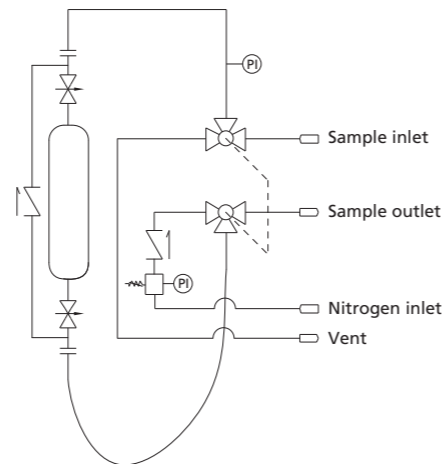 PI
Sample inlet
Sample outlet
PI
Nitrogen inlet
Vent